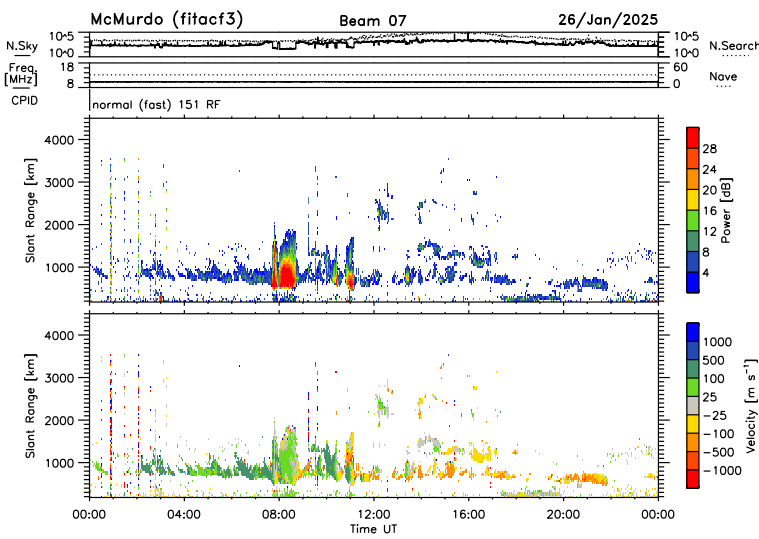 McMurdo (fitacf3) Beam 07 26/Jan/2025
N.Sky 10^5 10^0 10^5 10^0 N.Search
Freq. [MHz] 18 8 60 0 Nave
CPID normal (fast) 151 RF
Slant Range [km] 4000 3000 2000 1000
Power [dB] 28 24 20 16 12 8 4
Slant Range [km] 4000 3000 2000 1000
Velocity [m s⁻¹] 1000 500 100 25 −25 −100 −500 −1000
00:00 04:00 08:00 12:00 16:00 20:00 00:00
Time UT